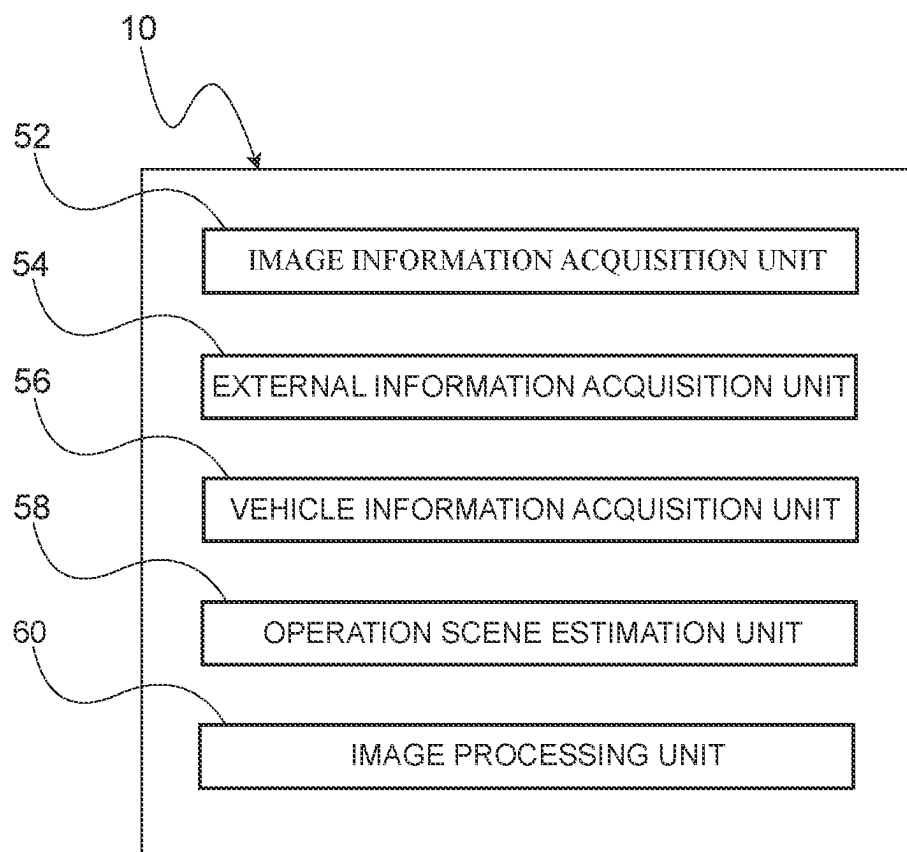 10
52
IMAGE INFORMATION ACQUISITION UNIT
54
EXTERNAL INFORMATION ACQUISITION UNIT
56
VEHICLE INFORMATION ACQUISITION UNIT
58
OPERATION SCENE ESTIMATION UNIT
60
IMAGE PROCESSING UNIT